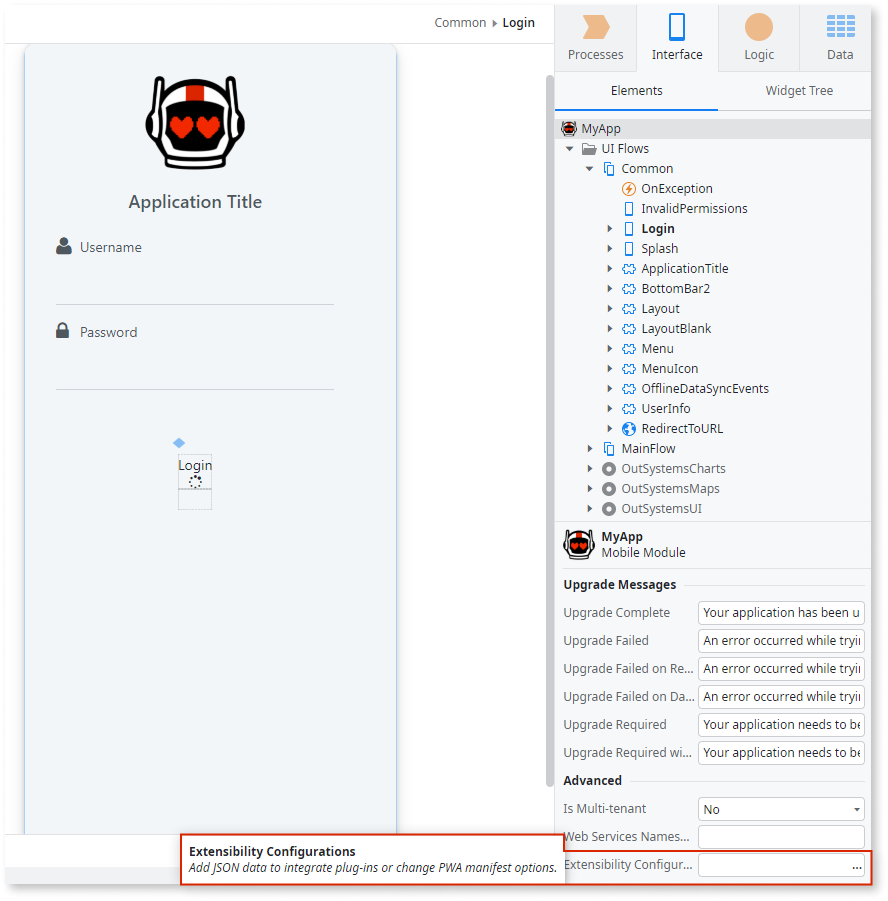 Common ▸ Login
Processes
Interface
Logic
Data
Elements
Widget Tree
MyApp
UI Flows
Common
OnException
InvalidPermissions
Login
Splash
ApplicationTitle
BottomBar2
Layout
LayoutBlank
Menu
MenuIcon
OfflineDataSyncEvents
UserInfo
RedirectToURL
MainFlow
OutSystemsCharts
OutSystemsMaps
OutSystemsUI
Application Title
Username
Password
Login
MyApp
Mobile Module
Upgrade Messages
Upgrade Complete Your application has been u
Upgrade Failed An error occurred while tryi
Upgrade Failed on Re... An error occurred while tryi
Upgrade Failed on Da... An error occurred while tryi
Upgrade Required Your application needs to be
Upgrade Required wi... Your application needs to be
Advanced
Is Multi-tenant No
Web Services Names...
Extensibility Configur... ...
Extensibility Configurations
Add JSON data to integrate plug-ins or change PWA manifest options.